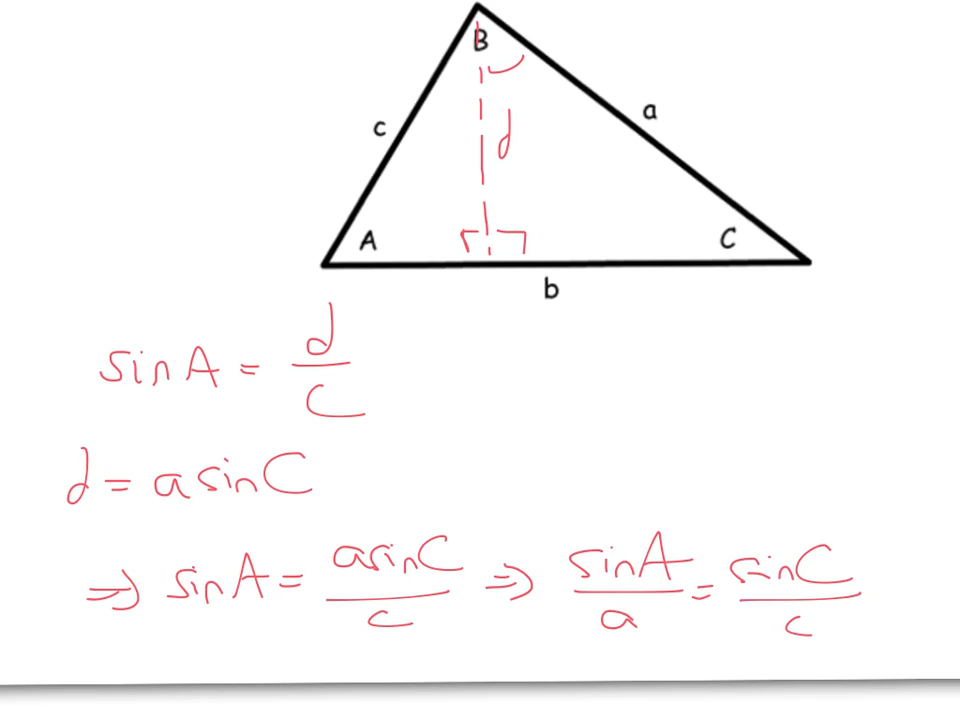 B
c
d
a
A
C
b
sinA = d/c
d = asinC
⇒ sinA = asinC/c ⇒ sinA/a = sinC/c